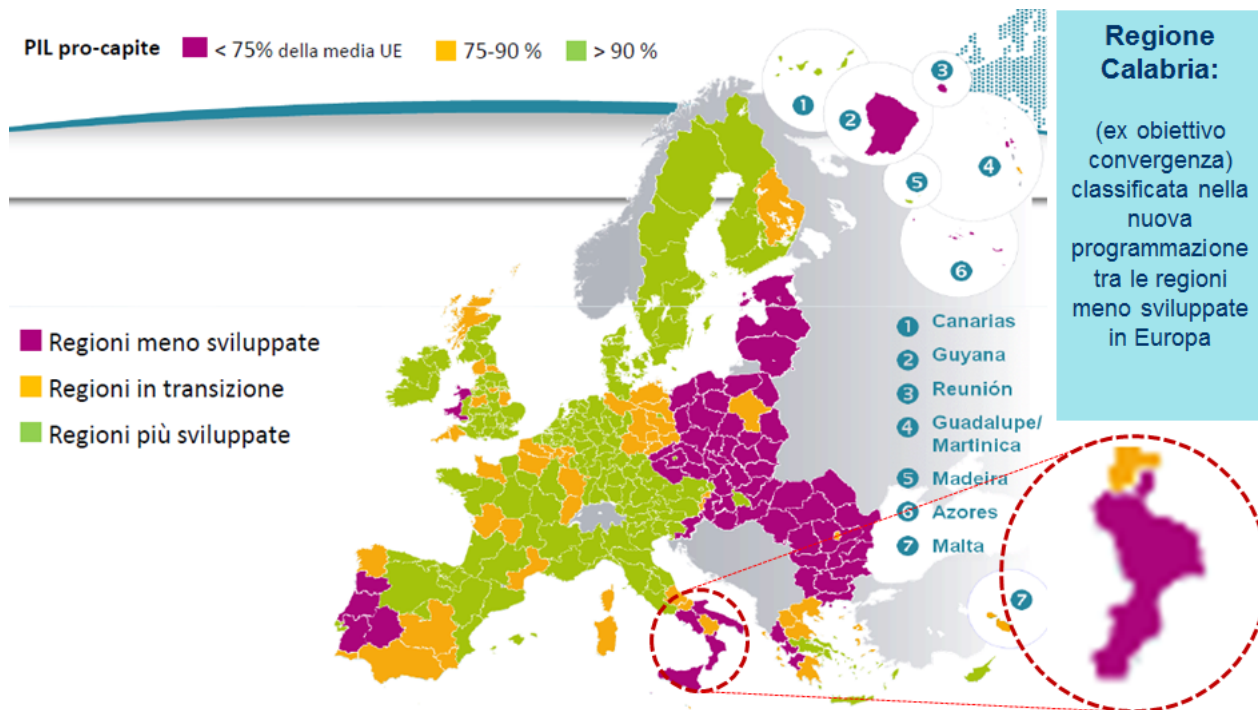 PIL pro-capite < 75% della media UE 75-90 % > 90 %
Regioni meno sviluppate
Regioni in transizione
Regioni più sviluppate
1
2
3
4
5
6
1 Canarias
2 Guyana
3 Reunión
4 Guadalupe/
Martinica
5 Madeira
6 Azores
7 Malta
7
Regione
Calabria:
(ex obiettivo
convergenza)
classificata nella
nuova
programmazione
tra le regioni
meno sviluppate
in Europa